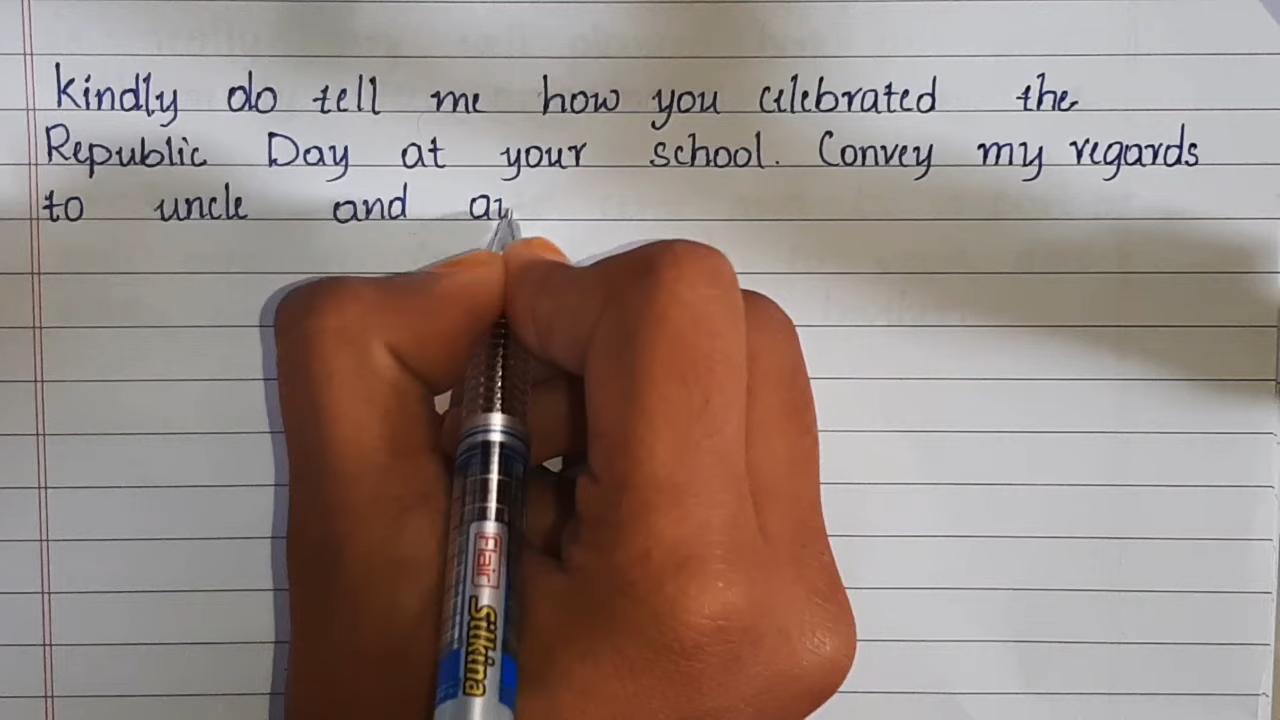 Kindly do tell me how you celebrated the
Republic Day at your school. Convey my regards
to uncle and au
Flair
Silkina